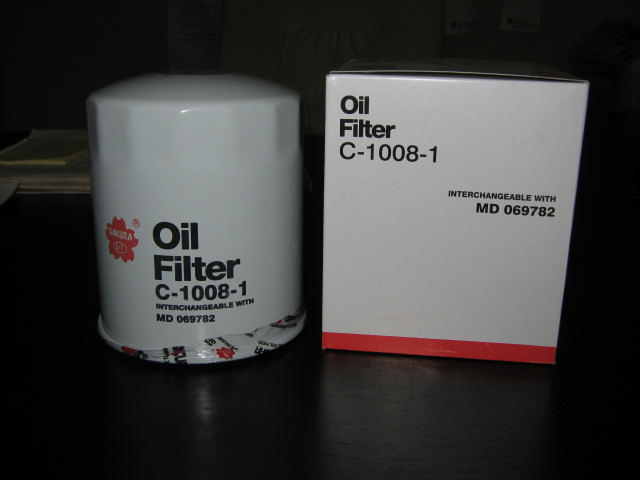 SAKURA
®
Oil
Filter
C-1008-1
INTERCHANGEABLE WITH
MD 069782
Oil
Filter
C-1008-1
INTERCHANGEABLE WITH
MD 069782